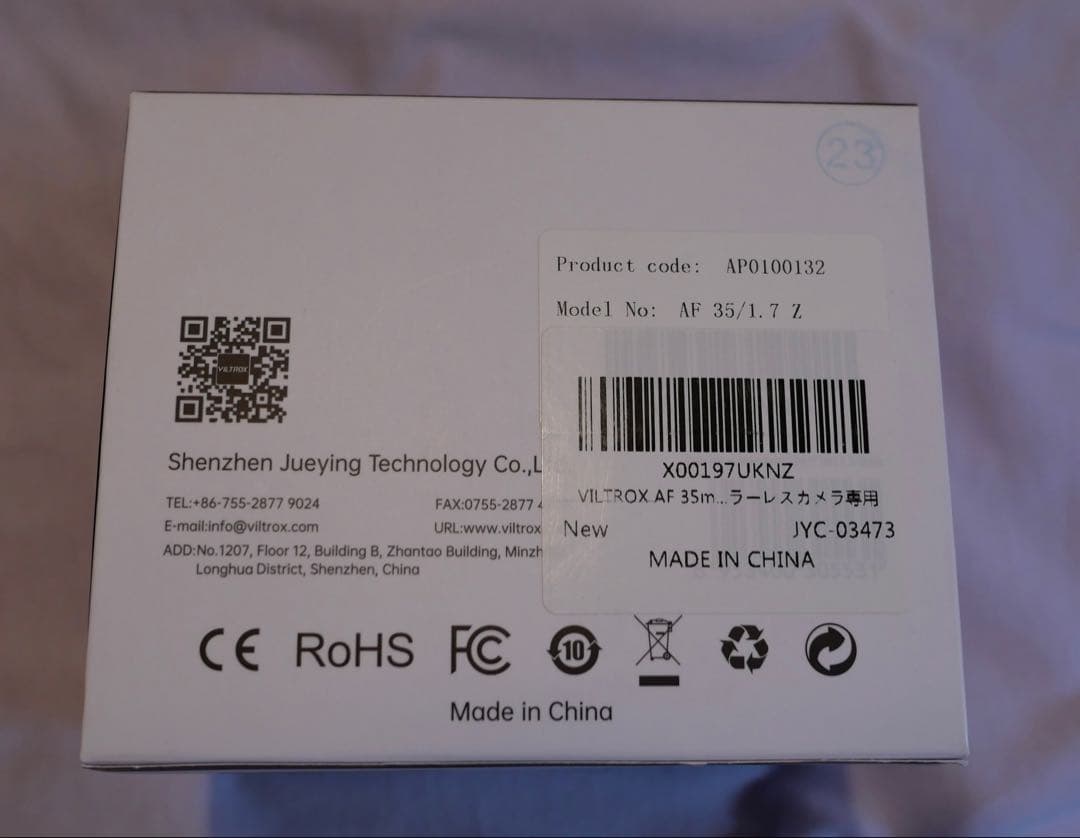 23
Product code: AP0100132
Model No: AF 35/1.7 Z
VILTROX
X00197UKNZ
VILTROX AF 35m...ラーレスカメラ専用
New JYC-03473
MADE IN CHINA
Shenzhen Jueying Technology Co.,L
TEL:+86-755-2877 9024 FAX:0755-2877 4
E-mail:info@viltrox.com URL:www.viltrox
ADD:No.1207, Floor 12, Building B, Zhantao Building, Minzh
Longhua District, Shenzhen, China
CE RoHS FC 10
Made in China